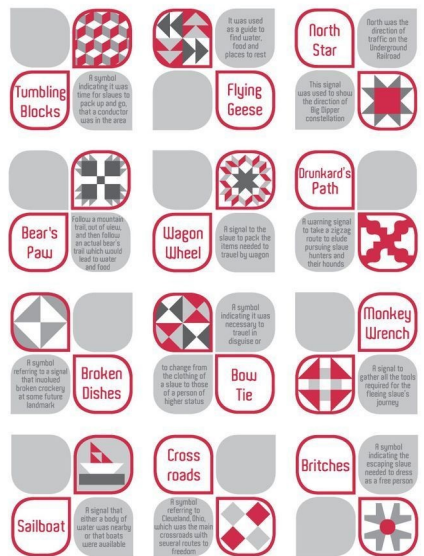 Tumbling
Blocks
A symbol
indicating it was
time for slaves to
pack up and go,
that a conductor
was in the area
It was used
as a guide to
find water,
food and
places to rest
Flying
Geese
North
Star
North was the
direction of
traffic on the
Underground
Railroad
This signal
was used to show
the direction of
Big Dipper
constellation
Bear's
Paw
Follow a mountain
trail, out of view,
and then follow
an actual bear's
trail which would
lead to water
and food
Wagon
Wheel
A signal to the
slave to pack the
items needed to
travel by wagon
Drunkard's
Path
A warning signal
to take a zigzag
route to elude
pursuing slave
hunters and
their hounds
A symbol
referring to a signal
that involved
broken crockery
at some future
landmark
Broken
Dishes
A symbol
indicating it was
necessary to
travel in
disguise or
to change from
the clothing of
a slave to those
of a person of
higher status
Bow
Tie
Monkey
Wrench
A signal to
gather all the tools
required for the
fleeing slave's
journey
Sailboat
A signal that
either a body of
water was nearby
or that boats
were available
Cross
roads
A symbol
referring to
Cleveland, Ohio,
which was the main
crossroads with
several routes to
freedom
Britches
A symbol
indicating the
escaping slave
needed to dress
as a free person